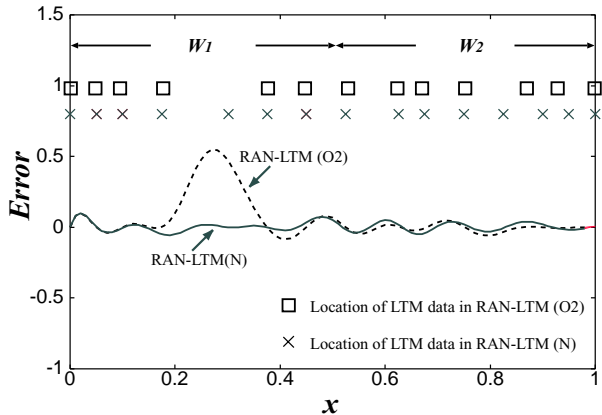 1.5
W1
W2
1
0.5
RAN-LTM (O2)
Error
0
RAN-LTM(N)
-0.5
Location of LTM data in RAN-LTM (O2)
Location of LTM data in RAN-LTM (N)
-1
0
0.2
0.4
0.6
0.8
1
x